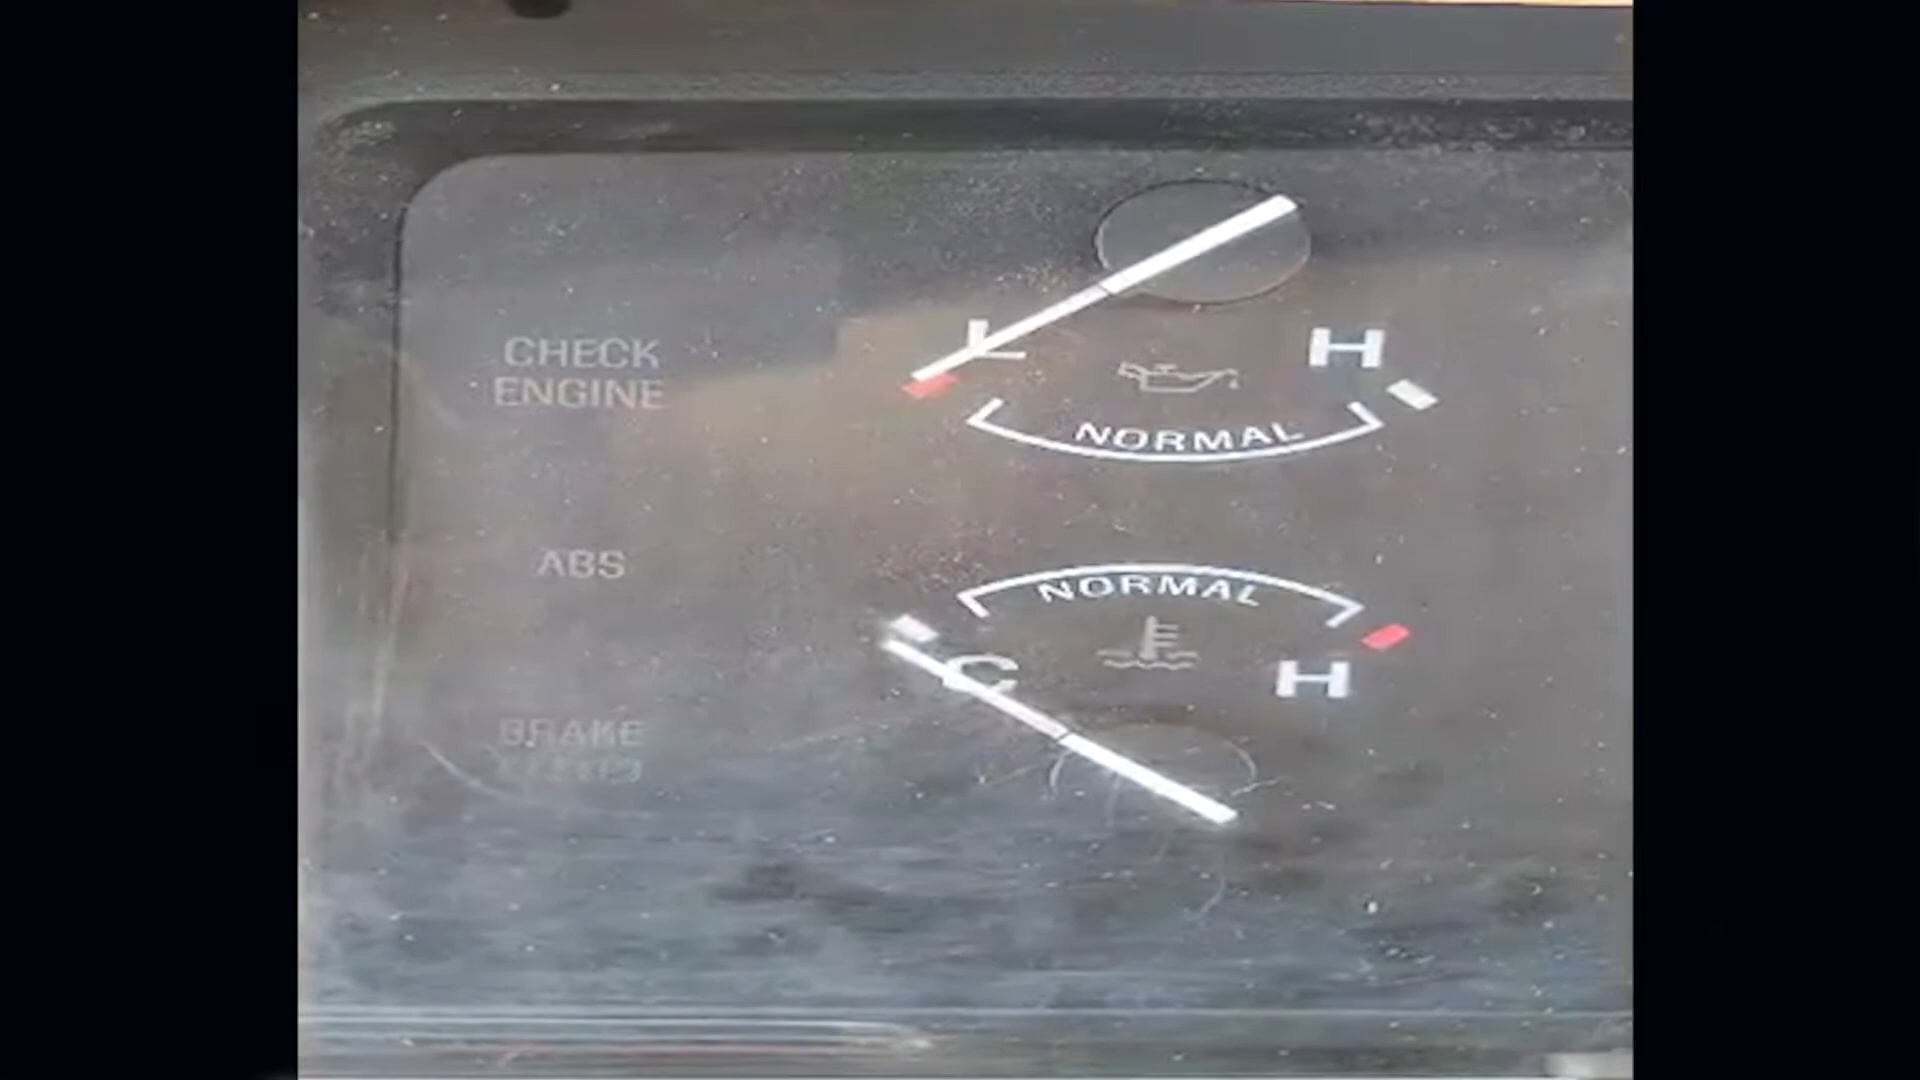 CHECK
ENGINE
L
H
NORMAL
ABS
NORMAL
C
H
BRAKE